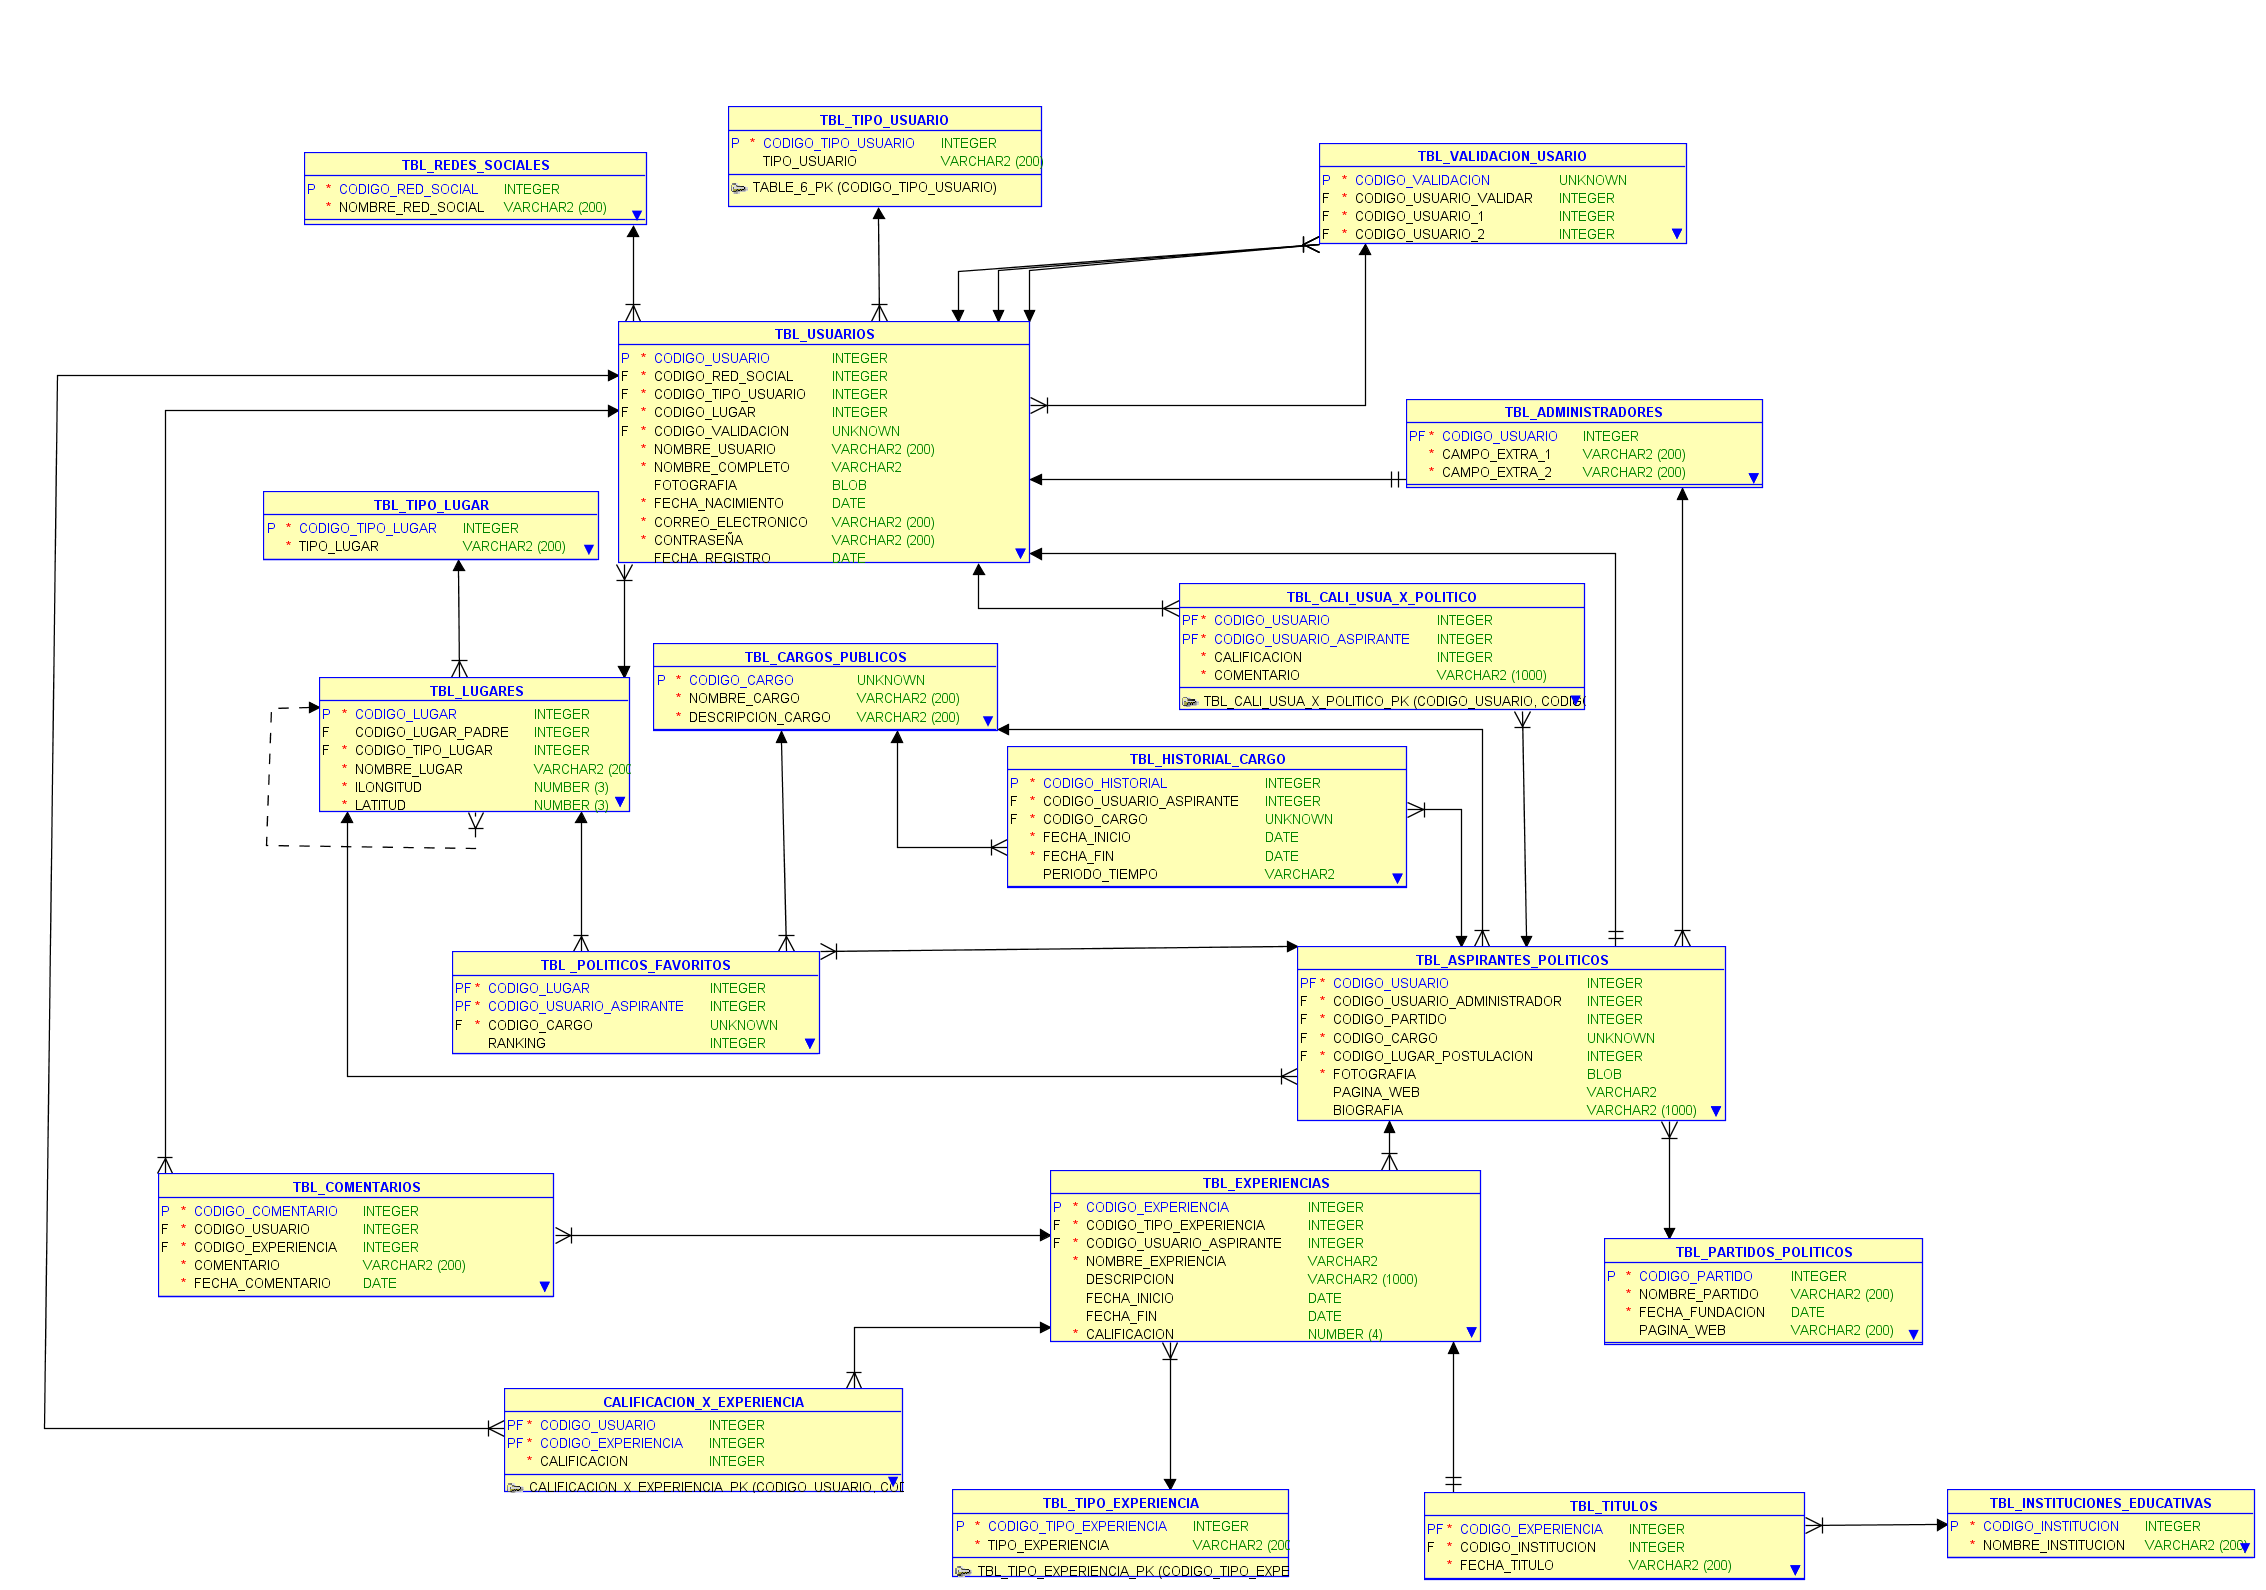 TBL_TIPO_USUARIO
P * CODIGO_TIPO_USUARIO INTEGER
TIPO_USUARIO VARCHAR2 (200)
TABLE_6_PK (CODIGO_TIPO_USUARIO)
TBL_REDES_SOCIALES
P * CODIGO_RED_SOCIAL INTEGER
* NOMBRE_RED_SOCIAL VARCHAR2 (200)
TBL_VALIDACION_USARIO
P * CODIGO_VALIDACION UNKNOWN
F * CODIGO_USUARIO_VALIDAR INTEGER
F * CODIGO_USUARIO_1 INTEGER
F * CODIGO_USUARIO_2 INTEGER
TBL_USUARIOS
P * CODIGO_USUARIO INTEGER
F * CODIGO_RED_SOCIAL INTEGER
F * CODIGO_TIPO_USUARIO INTEGER
F * CODIGO_LUGAR INTEGER
F * CODIGO_VALIDACION UNKNOWN
* NOMBRE_USUARIO VARCHAR2 (200)
* NOMBRE_COMPLETO VARCHAR2
FOTOGRAFIA BLOB
* FECHA_NACIMIENTO DATE
* CORREO_ELECTRONICO VARCHAR2 (200)
* CONTRASEÑA VARCHAR2 (200)
FECHA_REGISTRO DATE
TBL_ADMINISTRADORES
PF * CODIGO_USUARIO INTEGER
* CAMPO_EXTRA_1 VARCHAR2 (200)
* CAMPO_EXTRA_2 VARCHAR2 (200)
TBL_TIPO_LUGAR
P * CODIGO_TIPO_LUGAR INTEGER
* TIPO_LUGAR VARCHAR2 (200)
TBL_CALI_USUA_X_POLITICO
PF * CODIGO_USUARIO INTEGER
PF * CODIGO_USUARIO_ASPIRANTE INTEGER
* CALIFICACION INTEGER
* COMENTARIO VARCHAR2 (1000)
TBL_CALI_USUA_X_POLITICO_PK (CODIGO_USUARIO, CODIG
TBL_CARGOS_PUBLICOS
P * CODIGO_CARGO UNKNOWN
* NOMBRE_CARGO VARCHAR2 (200)
* DESCRIPCION_CARGO VARCHAR2 (200)
TBL_LUGARES
P * CODIGO_LUGAR INTEGER
F CODIGO_LUGAR_PADRE INTEGER
F * CODIGO_TIPO_LUGAR INTEGER
* NOMBRE_LUGAR VARCHAR2 (200
* lLONGITUD NUMBER (3)
* LATITUD NUMBER (3)
TBL_HISTORIAL_CARGO
P * CODIGO_HISTORIAL INTEGER
F * CODIGO_USUARIO_ASPIRANTE INTEGER
F * CODIGO_CARGO UNKNOWN
* FECHA_INICIO DATE
* FECHA_FIN DATE
PERIODO_TIEMPO VARCHAR2
TBL _POLITICOS_FAVORITOS
PF * CODIGO_LUGAR INTEGER
PF * CODIGO_USUARIO_ASPIRANTE INTEGER
F * CODIGO_CARGO UNKNOWN
RANKING INTEGER
TBL_ASPIRANTES_POLITICOS
PF * CODIGO_USUARIO INTEGER
F * CODIGO_USUARIO_ADMINISTRADOR INTEGER
F * CODIGO_PARTIDO INTEGER
F * CODIGO_CARGO UNKNOWN
F * CODIGO_LUGAR_POSTULACION INTEGER
* FOTOGRAFIA BLOB
PAGINA_WEB VARCHAR2
BIOGRAFIA VARCHAR2 (1000)
TBL_COMENTARIOS
P * CODIGO_COMENTARIO INTEGER
F * CODIGO_USUARIO INTEGER
F * CODIGO_EXPERIENCIA INTEGER
* COMENTARIO VARCHAR2 (200)
* FECHA_COMENTARIO DATE
TBL_EXPERIENCIAS
P * CODIGO_EXPERIENCIA INTEGER
F * CODIGO_TIPO_EXPERIENCIA INTEGER
F * CODIGO_USUARIO_ASPIRANTE INTEGER
* NOMBRE_EXPRIENCIA VARCHAR2
DESCRIPCION VARCHAR2 (1000)
FECHA_INICIO DATE
FECHA_FIN DATE
* CALIFICACION NUMBER (4)
TBL_PARTIDOS_POLITICOS
P * CODIGO_PARTIDO INTEGER
* NOMBRE_PARTIDO VARCHAR2 (200)
* FECHA_FUNDACION DATE
PAGINA_WEB VARCHAR2 (200)
CALIFICACION_X_EXPERIENCIA
PF * CODIGO_USUARIO INTEGER
PF * CODIGO_EXPERIENCIA INTEGER
* CALIFICACION INTEGER
CALIFICACION_X_EXPERIENCIA_PK (CODIGO_USUARIO, COD
TBL_TIPO_EXPERIENCIA
P * CODIGO_TIPO_EXPERIENCIA INTEGER
* TIPO_EXPERIENCIA VARCHAR2 (200
TBL_TIPO_EXPERIENCIA_PK (CODIGO_TIPO_EXPE
TBL_TITULOS
PF * CODIGO_EXPERIENCIA INTEGER
F * CODIGO_INSTITUCION INTEGER
* FECHA_TITULO VARCHAR2 (200)
TBL_INSTITUCIONES_EDUCATIVAS
P * CODIGO_INSTITUCION INTEGER
* NOMBRE_INSTITUCION VARCHAR2 (200